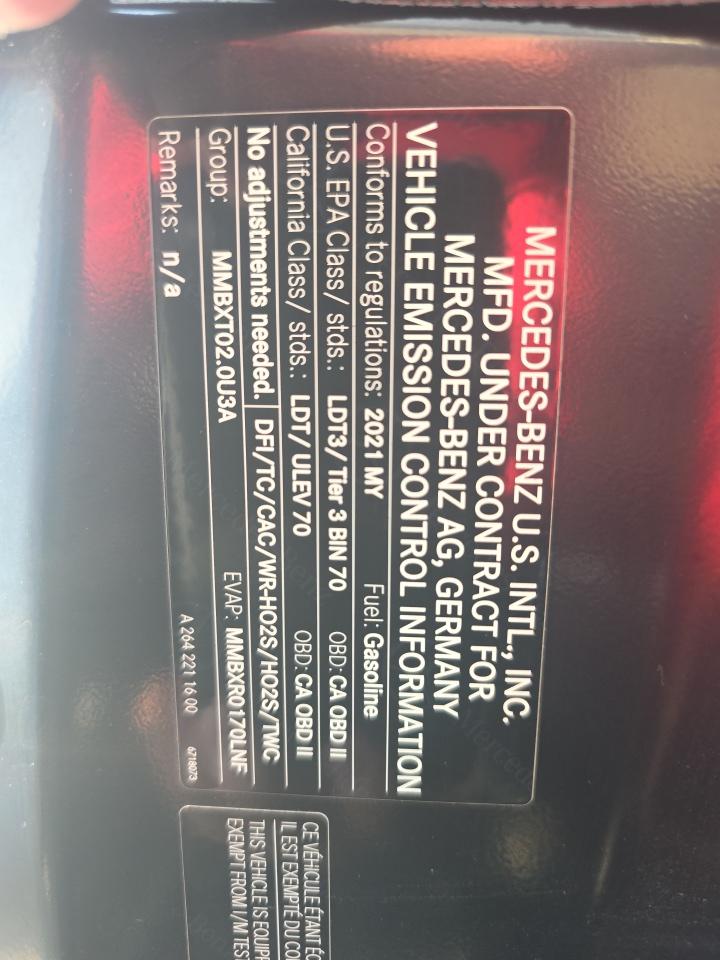 MERCEDES-BENZ U.S. INTL., INC.
MFD. UNDER CONTRACT FOR
MERCEDES-BENZ AG, GERMANY
VEHICLE EMISSION CONTROL INFORMATION
Conforms to regulations: 2021 MY Fuel: Gasoline
U.S. EPA Class/ stds.: LDT3/ Tier 3 BIN 70 OBD: CA OBD II
California Class/ stds.: LDT/ ULEV 70 OBD: CA OBD II
No adjustments needed. DFI/TC/CAC/WR-HO2S/HO2S/TWC
Group: MMBXT02.0U3A EVAP: MMBXR0170LNF
Remarks: n/a
A 264 221 16 00 6718073
CE VÉHICULE ÉTANT
IL EST EXEMPTÉ DU
THIS VEHICLE IS
EXEMPT FROM I/M